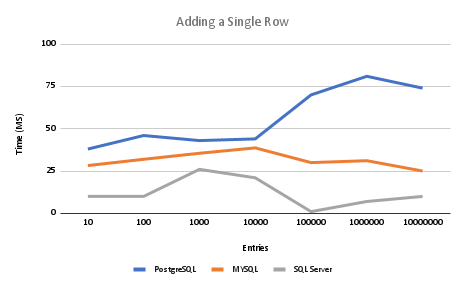 Adding a Single Row
100
75
50
25
0
Time (MS)
10 100 1000 10000 100000 1000000 10000000
Entries
PostgreSQL MYSQL SQL Server